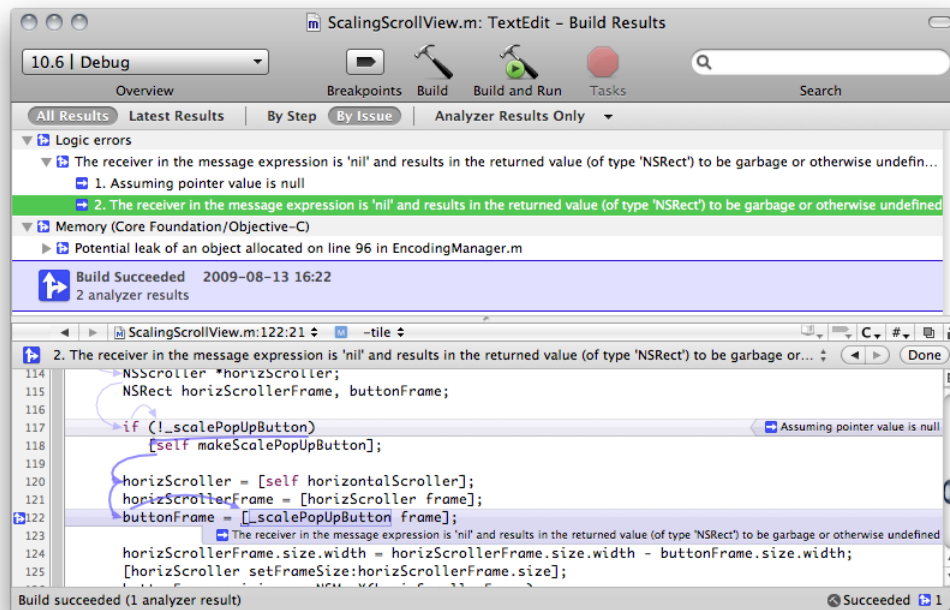 ScalingScrollView.m: TextEdit – Build Results
10.6 | Debug
Overview
Breakpoints
Build
Build and Run
Tasks
Search
All Results Latest Results By Step By Issue Analyzer Results Only
Logic errors
The receiver in the message expression is 'nil' and results in the returned value (of type 'NSRect') to be garbage or otherwise undefin...
1. Assuming pointer value is null
2. The receiver in the message expression is 'nil' and results in the returned value (of type 'NSRect') to be garbage or otherwise undefined
Memory (Core Foundation/Objective-C)
Potential leak of an object allocated on line 96 in EncodingManager.m
Build Succeeded 2009-08-13 16:22
2 analyzer results
ScalingScrollView.m:122:21 M -tile C #
2. The receiver in the message expression is 'nil' and results in the returned value (of type 'NSRect') to be garbage or... Done
114 NSScroller *horizScroller;
115 NSRect horizScrollerFrame, buttonFrame;
116
117 if (!_scalePopUpButton) Assuming pointer value is null
118 [self makeScalePopUpButton];
119
120 horizScroller = [self horizontalScroller];
121 horizScrollerFrame = [horizScroller frame];
122 buttonFrame = [_scalePopUpButton frame];
The receiver in the message expression is 'nil' and results in the returned value (of type 'NSRect') to be garbage or otherwise undefined
123
124 horizScrollerFrame.size.width = horizScrollerFrame.size.width - buttonFrame.size.width;
125 [horizScroller setFrameSize:horizScrollerFrame.size];
Build succeeded (1 analyzer result) Succeeded 1